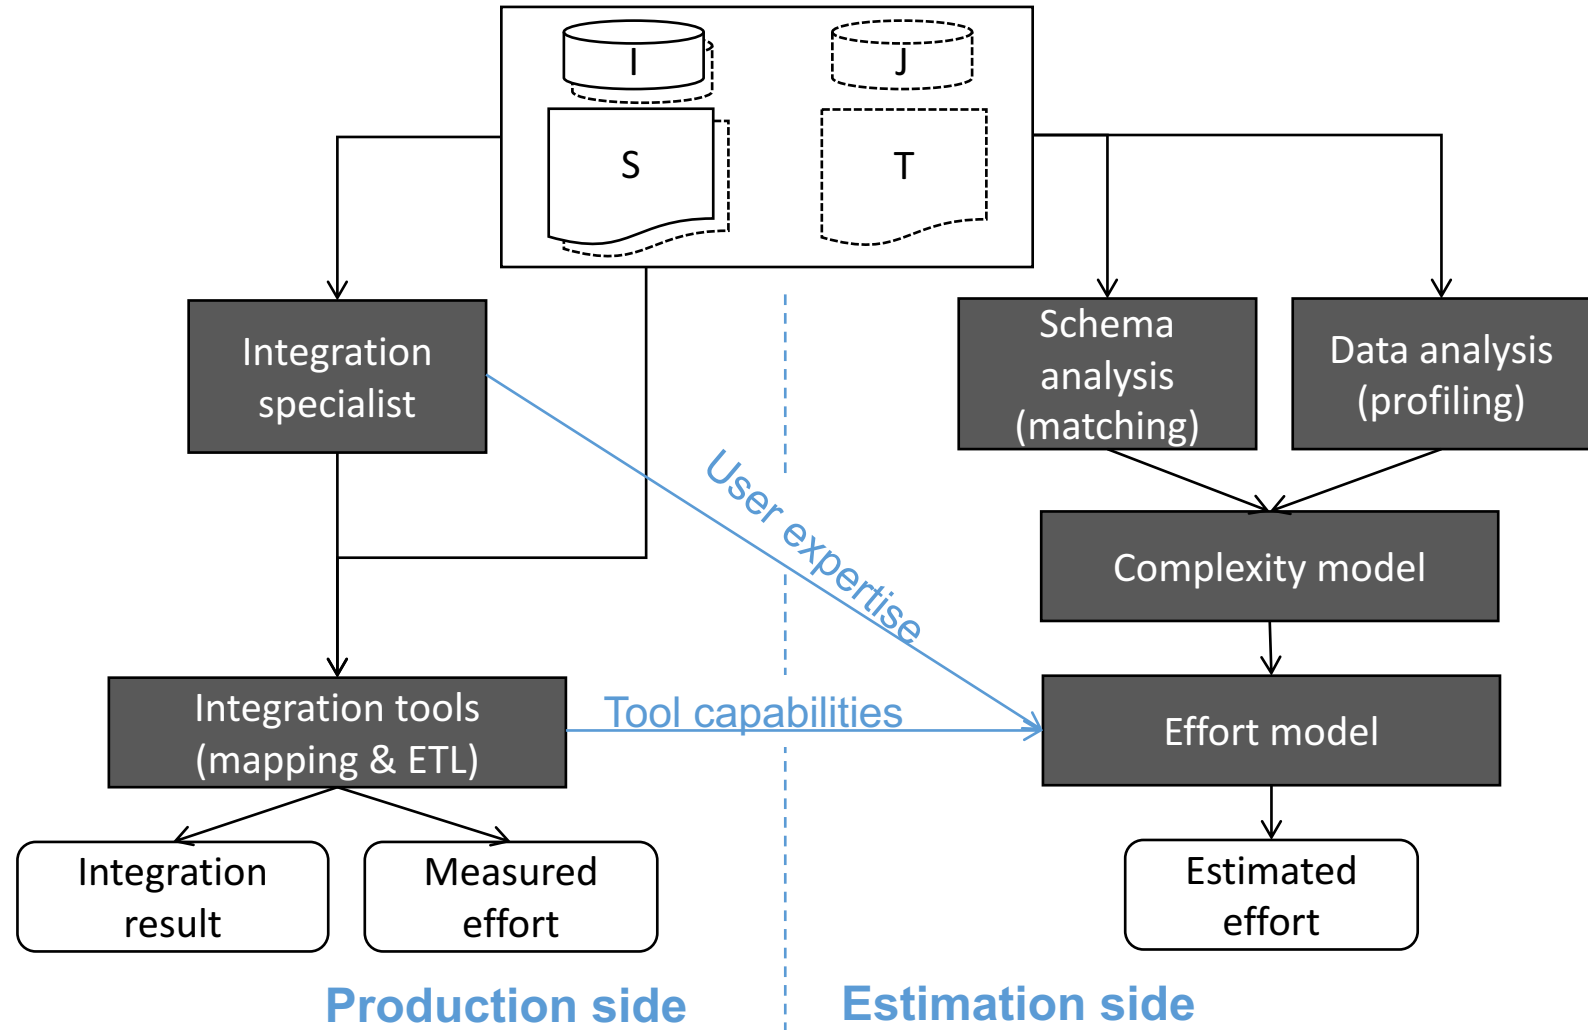 I
J
S
T
Integration
specialist
Schema
analysis
(matching)
Data analysis
(profiling)
User expertise
Complexity model
Integration tools
(mapping & ETL)
Tool capabilities
Effort model
Integration
result
Measured
effort
Estimated
effort
Production side
Estimation side